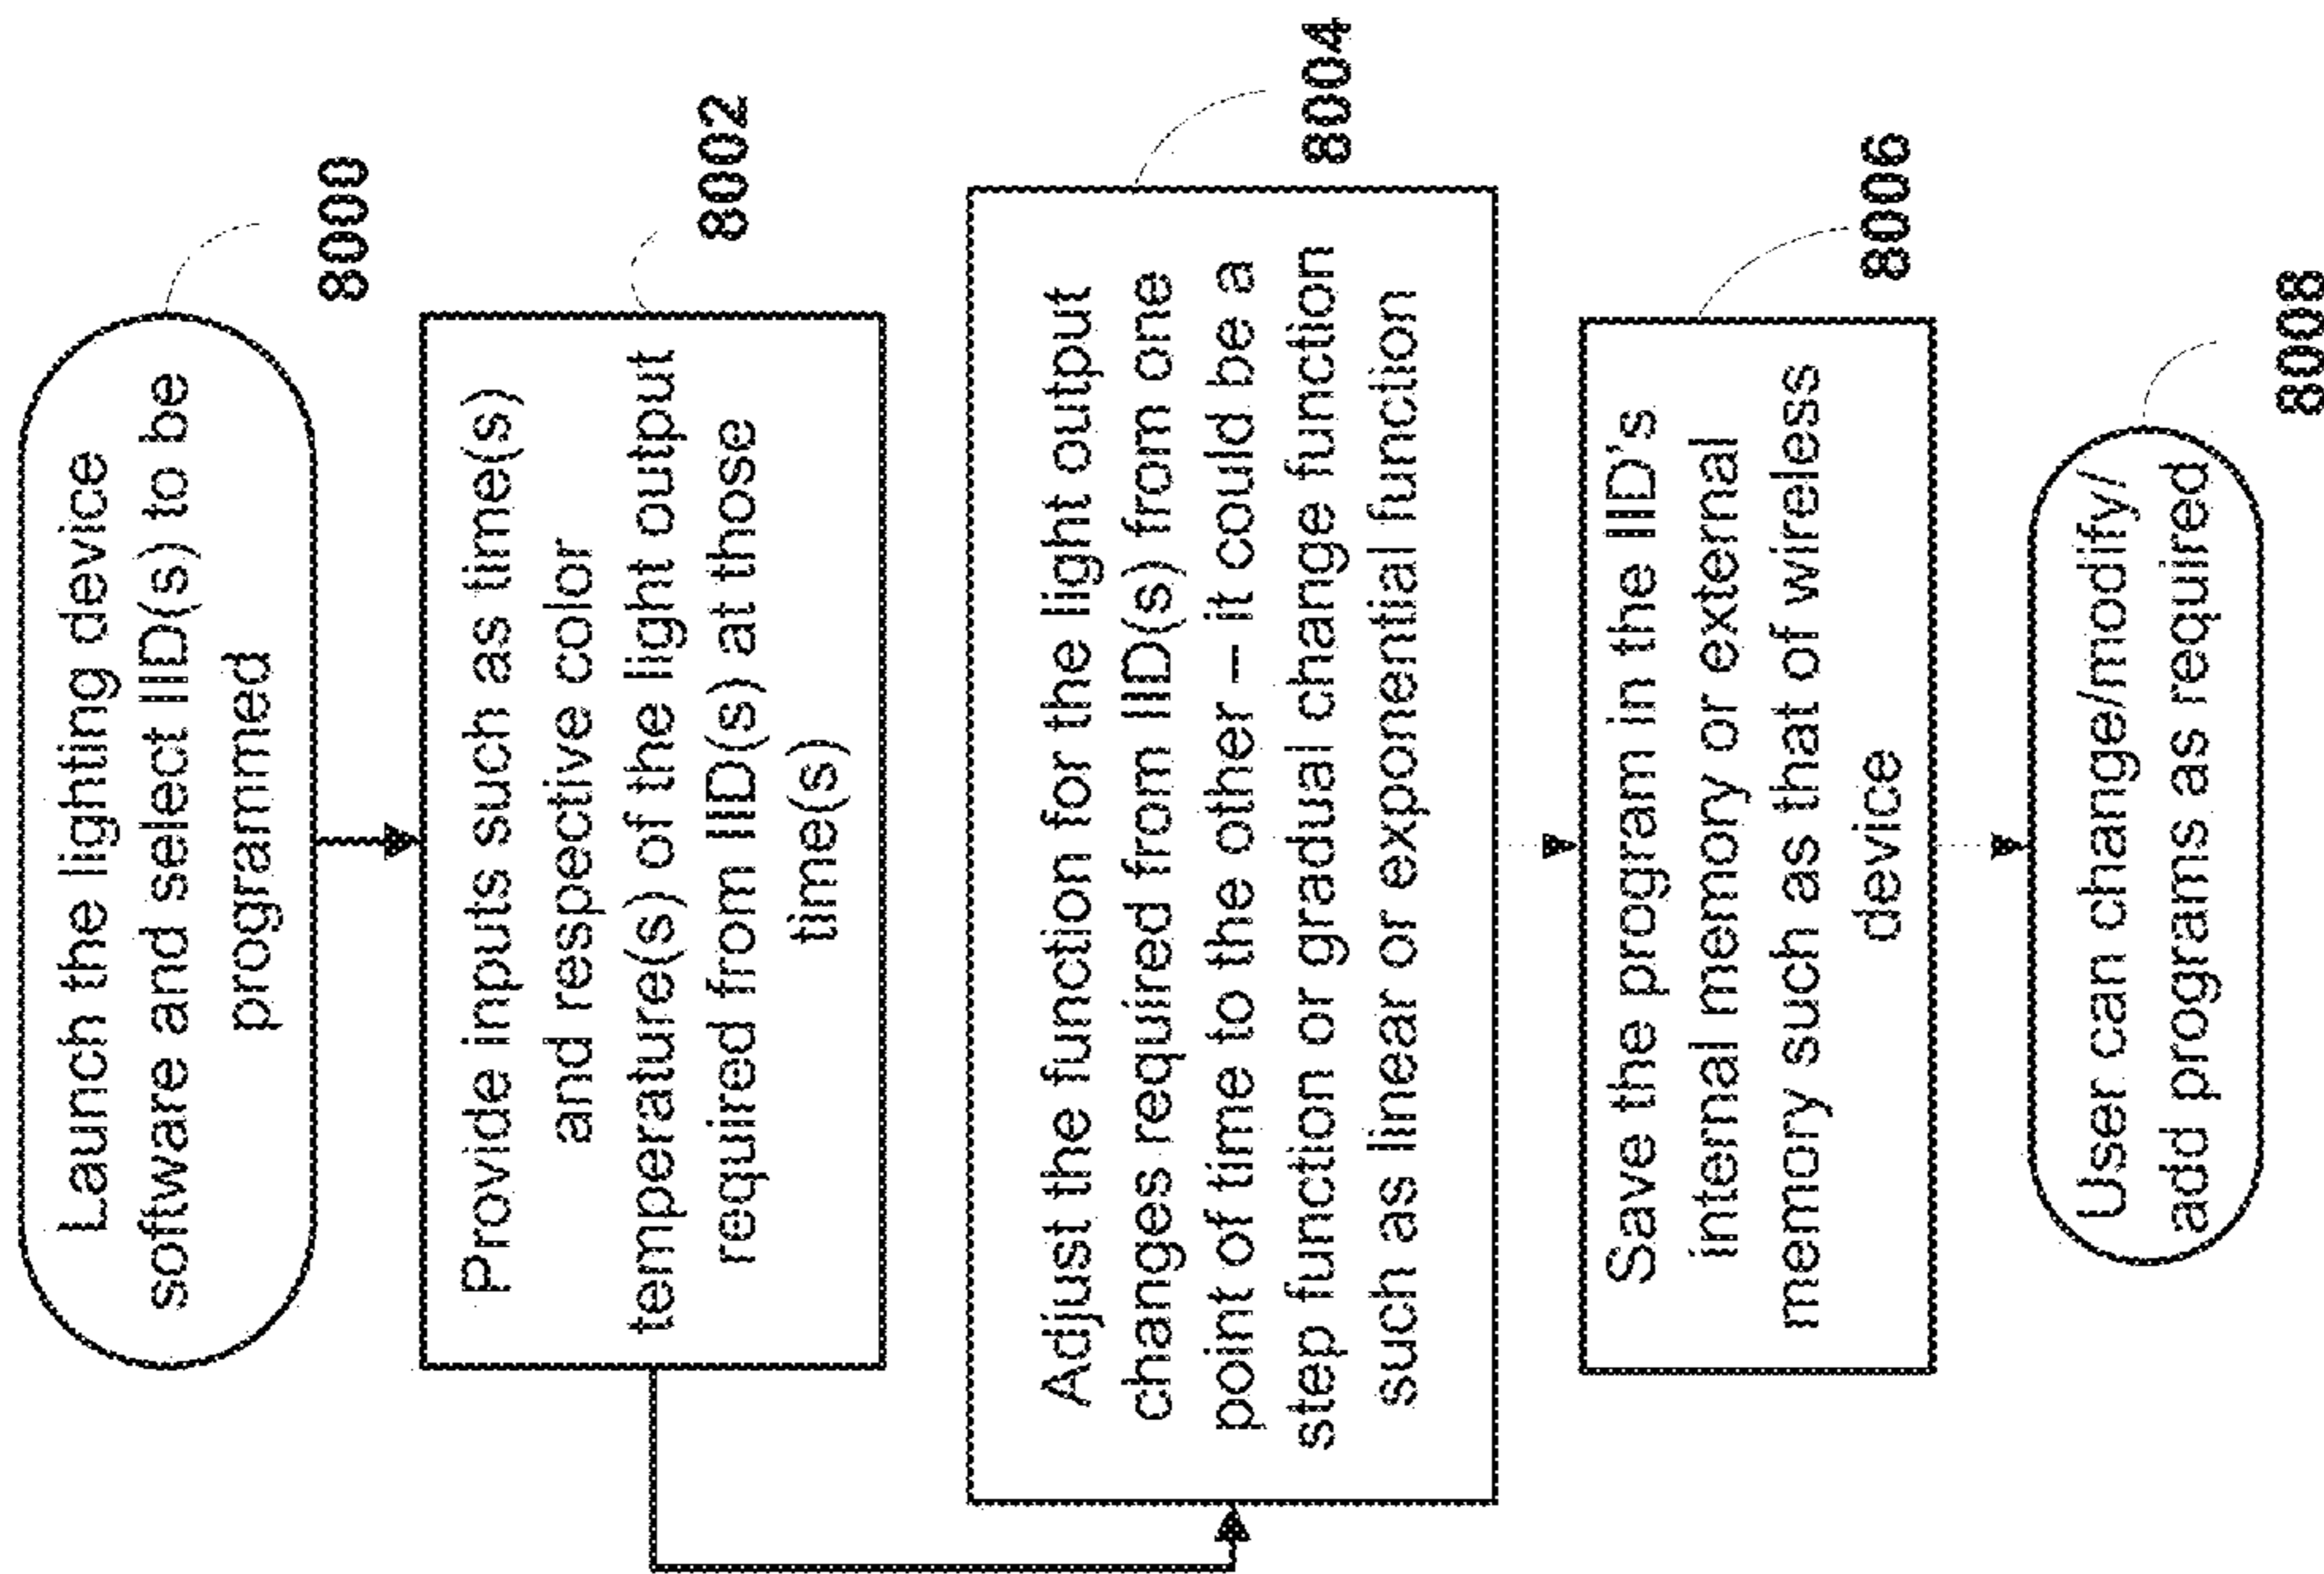 Launch the lighting device
software and select IIID(s) to be
programmed
8000
Provide inputs such as time(s)
and respective color
temperature(s) of the light output
required from IID(s) at those
time(s)
8002
Adjust the function for the light output
changes required from IID(s) from one
point of time to the other – it could be a
step function or gradual change function
such as linear or exponential function
8004
Save the program in the IID's
internal memory or external
memory such as that of wireless
device
8006
User can change/modify/
add programs as required
8008